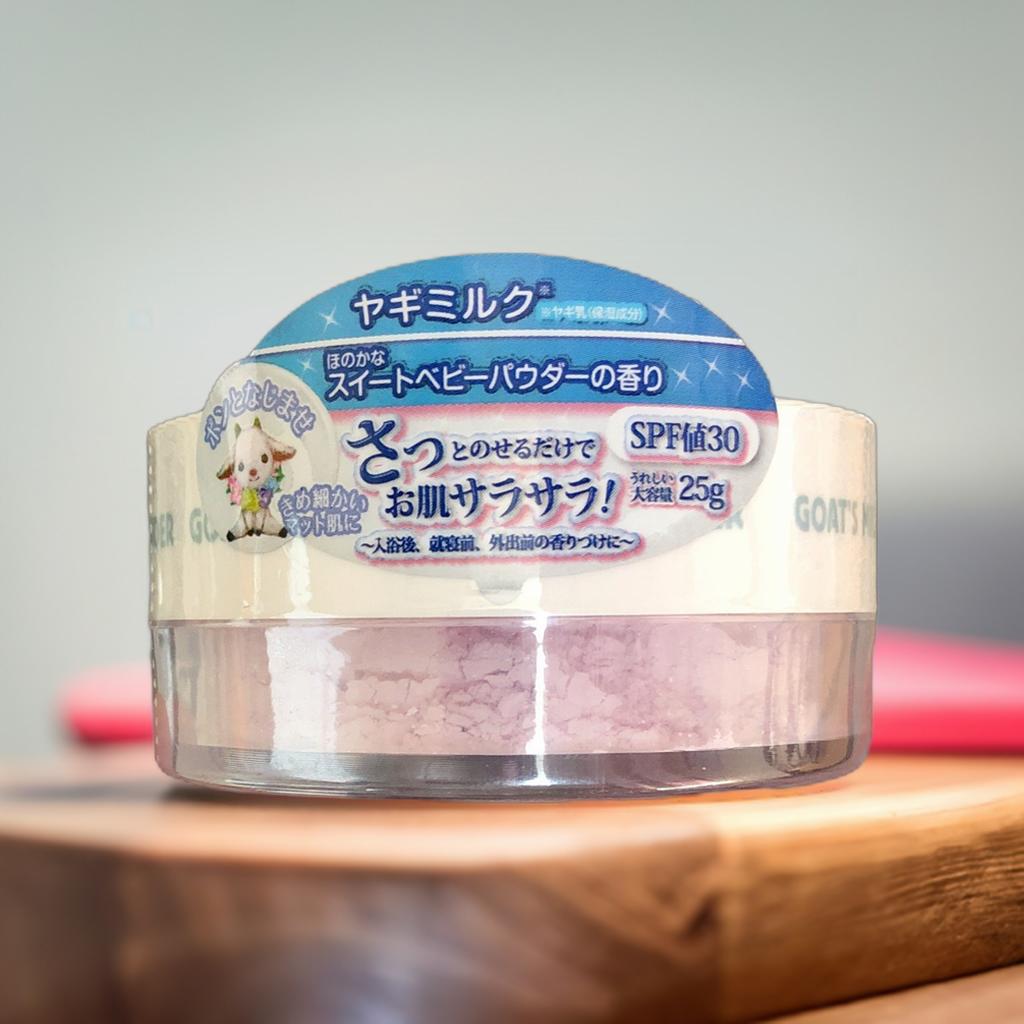 ヤギミルク※
※ヤギ乳(保湿成分)
ほのかな
スイートベビーパウダーの香り
ポンとなじませ
きめ細かい
マット肌に
さっとのせるだけで
お肌サラサラ!
SPF値30
うれしい
大容量 25g
~入浴後、就寝前、外出前の香りづけに~
GOAT'S